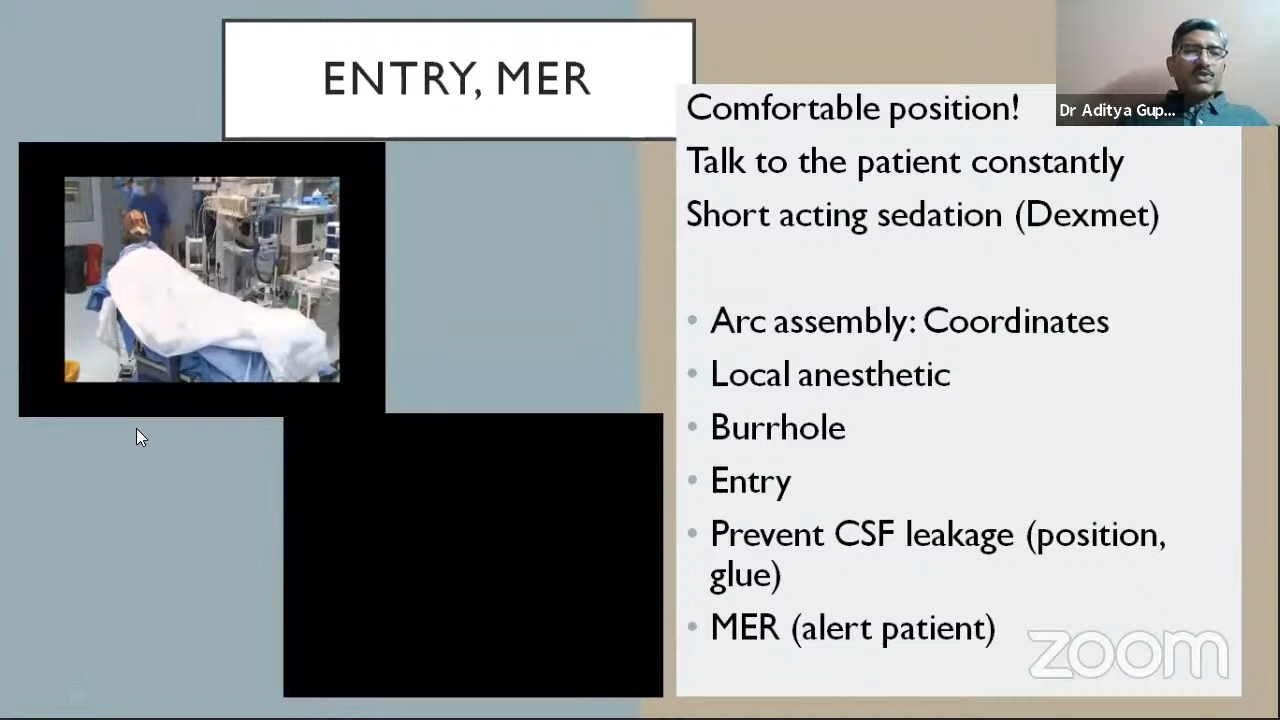 ENTRY, MER
Dr Aditya Gup...
Comfortable position!
Talk to the patient constantly
Short acting sedation (Dexmet)
• Arc assembly: Coordinates
• Local anesthetic
• Burrhole
• Entry
• Prevent CSF leakage (position,
glue)
• MER (alert patient)
zoom